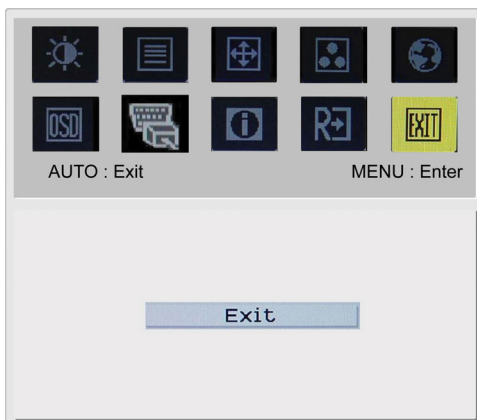 OSD
i
R
EXIT
AUTO : Exit
MENU : Enter
Exit